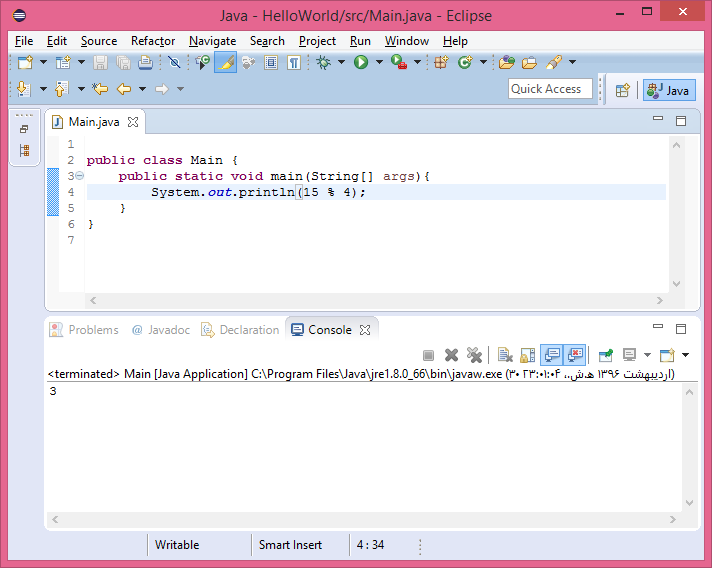 Java - HelloWorld/src/Main.java - Eclipse
File Edit Source Refactor Navigate Search Project Run Window Help
Quick Access Java
Main.java
1
2 public class Main {
3 public static void main(String[] args){
4 System.out.println(15 % 4);
5 }
6 }
7
Problems @ Javadoc Declaration Console
<terminated> Main [Java Application] C:\Program Files\Java\jre1.8.0_66\bin\javaw.exe (۳۰ اردیبهشت ۱۳۹۶ ه‍.ش.،‏ ۲۳:۰۱:۰۴)
3
Writable Smart Insert 4 : 34